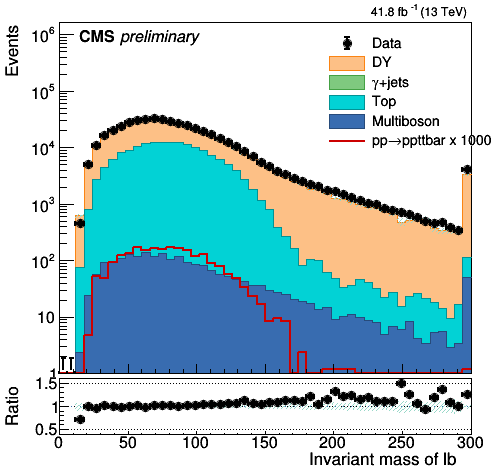 41.8 fb⁻¹ (13 TeV)
CMS preliminary
Events
10⁶
10⁵
10⁴
10³
10²
10
1
Data
DY
γ+jets
Top
Multiboson
pp→ppttbar x 1000
Ratio
1.5
1
0.5
0 50 100 150 200 250 300
Invariant mass of lb